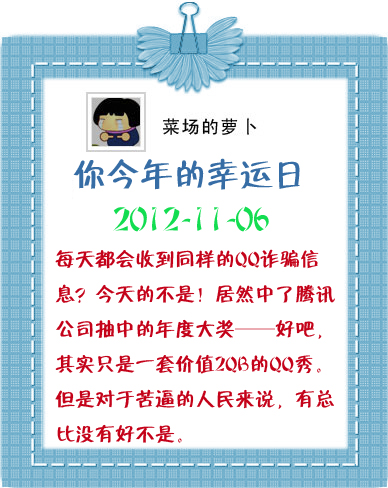 菜场的萝卜
你今年的幸运日
2012-11-06
每天都会收到同样的QQ诈骗信
息？今天的不是！居然中了腾讯
公司抽中的年度大奖——好吧，
其实只是一套价值20B的QQ秀。
但是对于苦逼的人民来说，有总
比没有好不是。